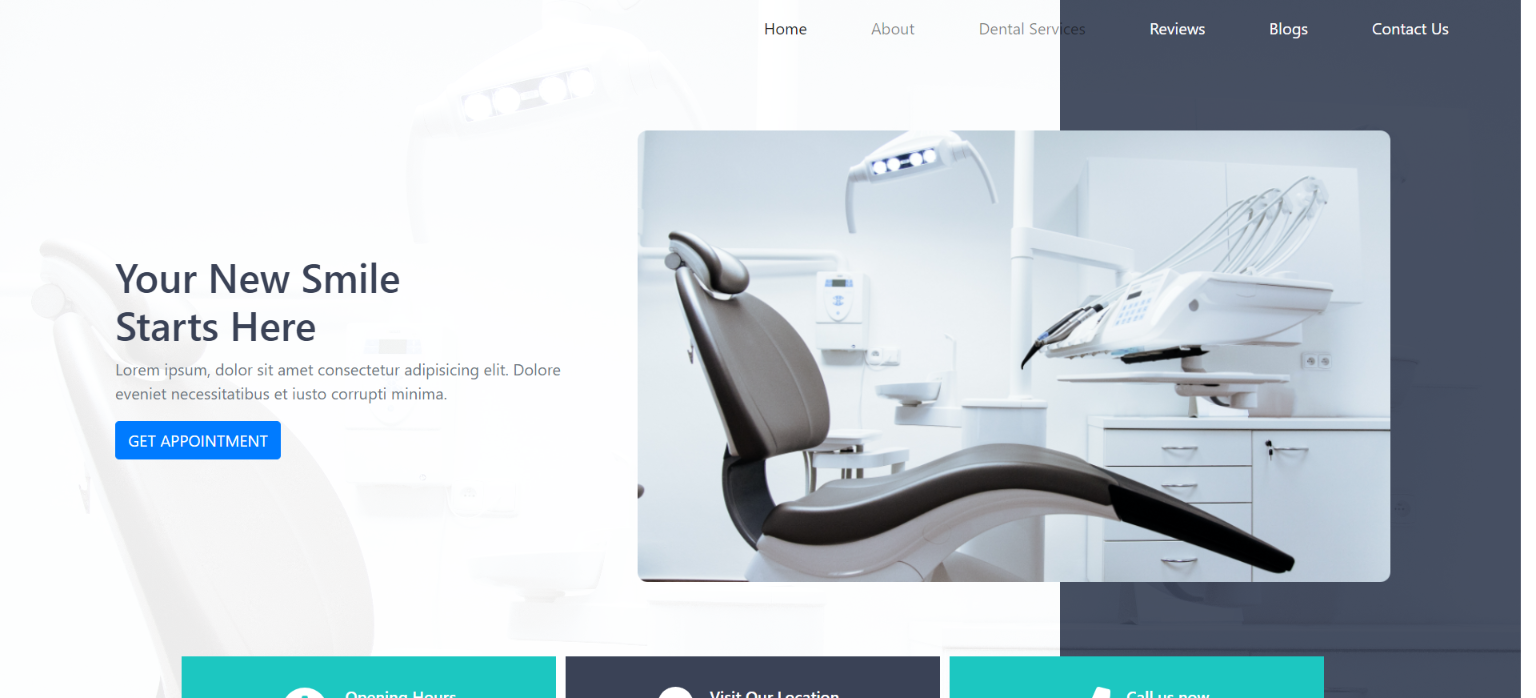 Home About Dental Services Reviews Blogs Contact Us
Your New Smile
Starts Here
Lorem ipsum, dolor sit amet consectetur adipisicing elit. Dolore
eveniet necessitatibus et iusto corrupti minima.
GET APPOINTMENT
Opening Hours Visit Our Location Call us now